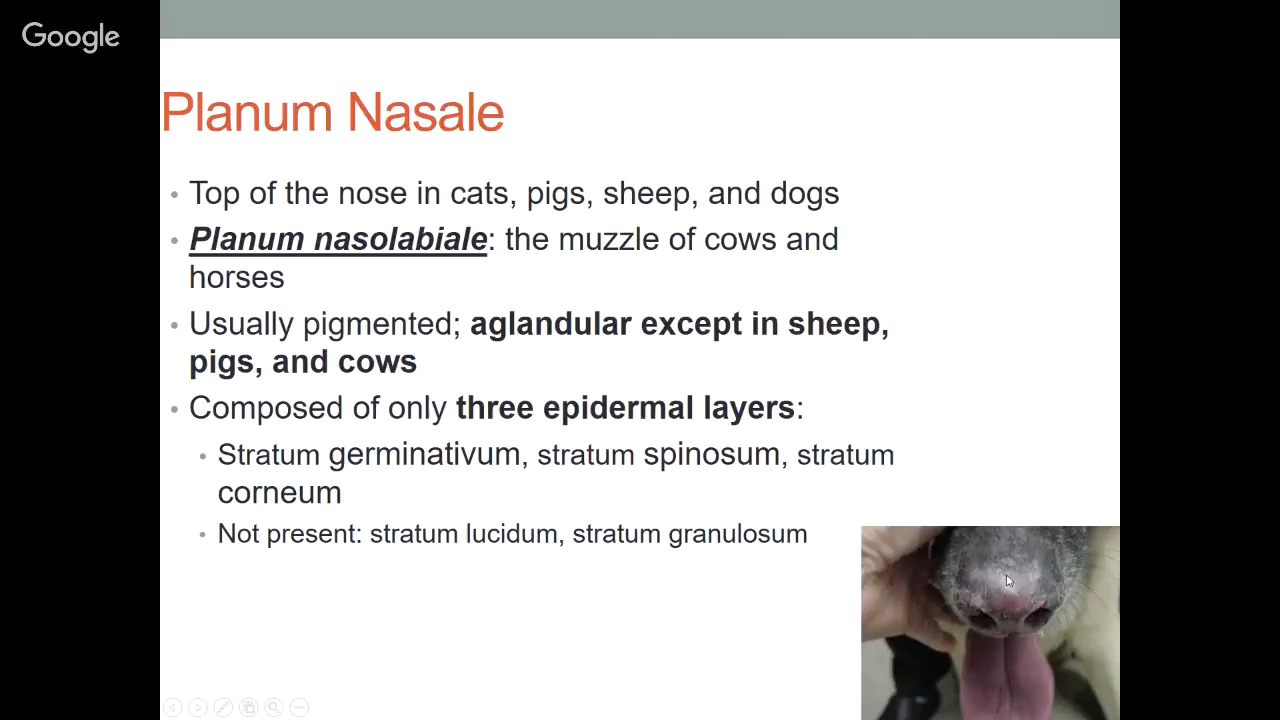 Google
Planum Nasale
• Top of the nose in cats, pigs, sheep, and dogs
• Planum nasolabiale: the muzzle of cows and
horses
• Usually pigmented; aglandular except in sheep,
pigs, and cows
• Composed of only three epidermal layers:
• Stratum germinativum, stratum spinosum, stratum
corneum
• Not present: stratum lucidum, stratum granulosum